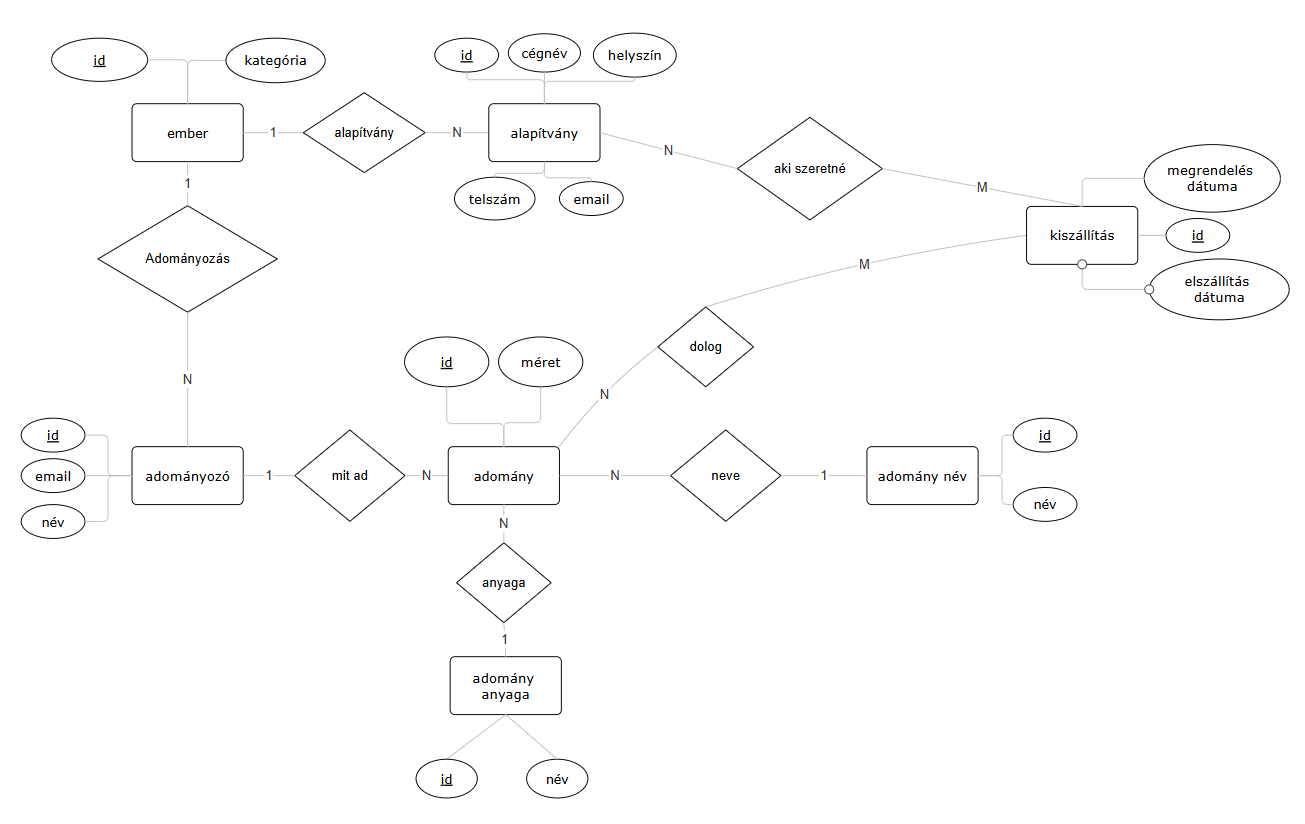 id
kategória
id
cégnév
helyszín
ember
1
alapítvány
N
alapítvány
telszám
email
N
aki szeretné
M
megrendelés
dátuma
kiszállítás
id
elszállítás
dátuma
1
Adományozás
N
M
dolog
N
id
méret
id
email
név
adományozó
1
mit ad
N
adomány
N
neve
1
adomány név
id
név
N
anyaga
1
adomány
anyaga
id
név